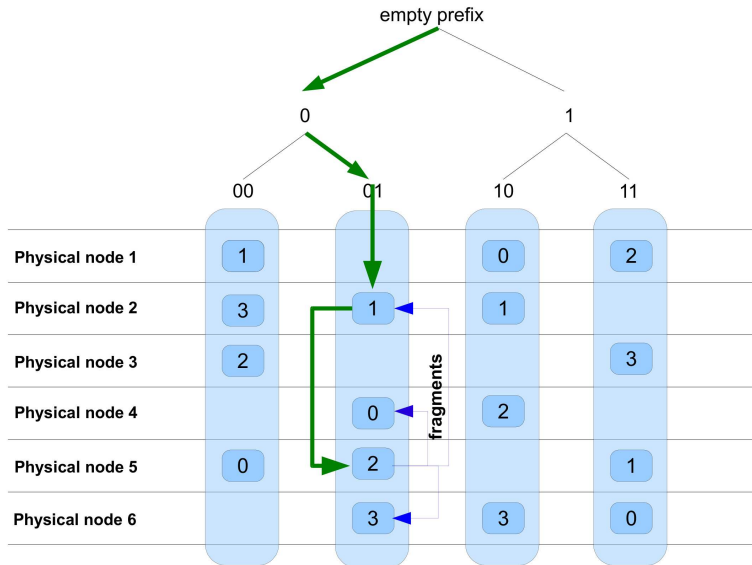 empty prefix
0 1
00 01 10 11
Physical node 1 1 0 2
Physical node 2 3 1 1
Physical node 3 2 3
Physical node 4 0 2
fragments
Physical node 5 0 2 1
Physical node 6 3 3 0